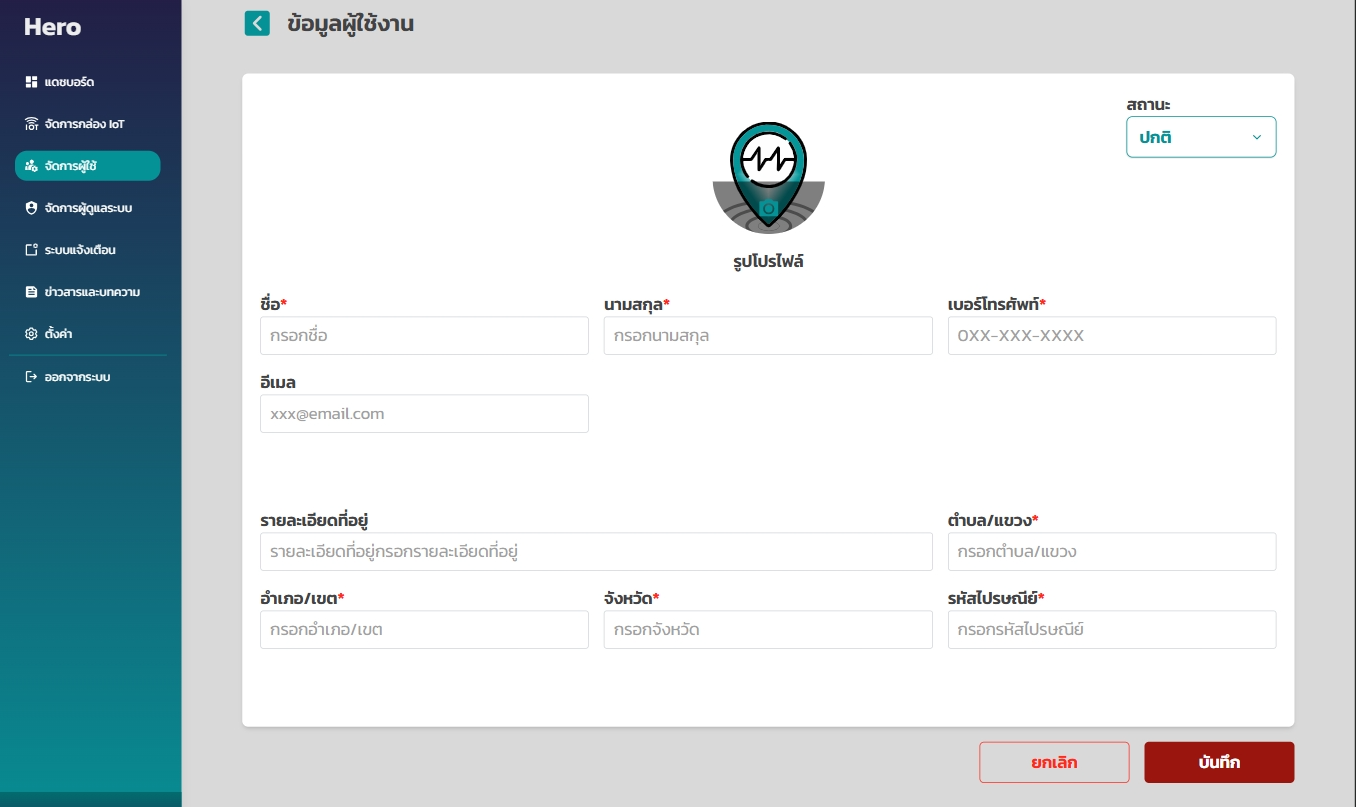 Hero
แดชบอร์ด
จัดการกล่อง IoT
จัดการผู้ใช้
จัดการผู้ดูแลระบบ
ระบบแจ้งเตือน
ข่าวสารและบทความ
ตั้งค่า
ออกจากระบบ
ข้อมูลผู้ใช้งาน
สถานะ
ปกติ
รูปโปรไฟล์
ชื่อ* นามสกุล* เบอร์โทรศัพท์*
กรอกชื่อ กรอกนามสกุล 0XX-XXX-XXXX
อีเมล
xxx@email.com
รายละเอียดที่อยู่ ตำบล/แขวง*
รายละเอียดที่อยู่กรอกรายละเอียดที่อยู่ กรอกตำบล/แขวง
อำเภอ/เขต* จังหวัด* รหัสไปรษณีย์*
กรอกอำเภอ/เขต กรอกจังหวัด กรอกรหัสไปรษณีย์
ยกเลิก บันทึก